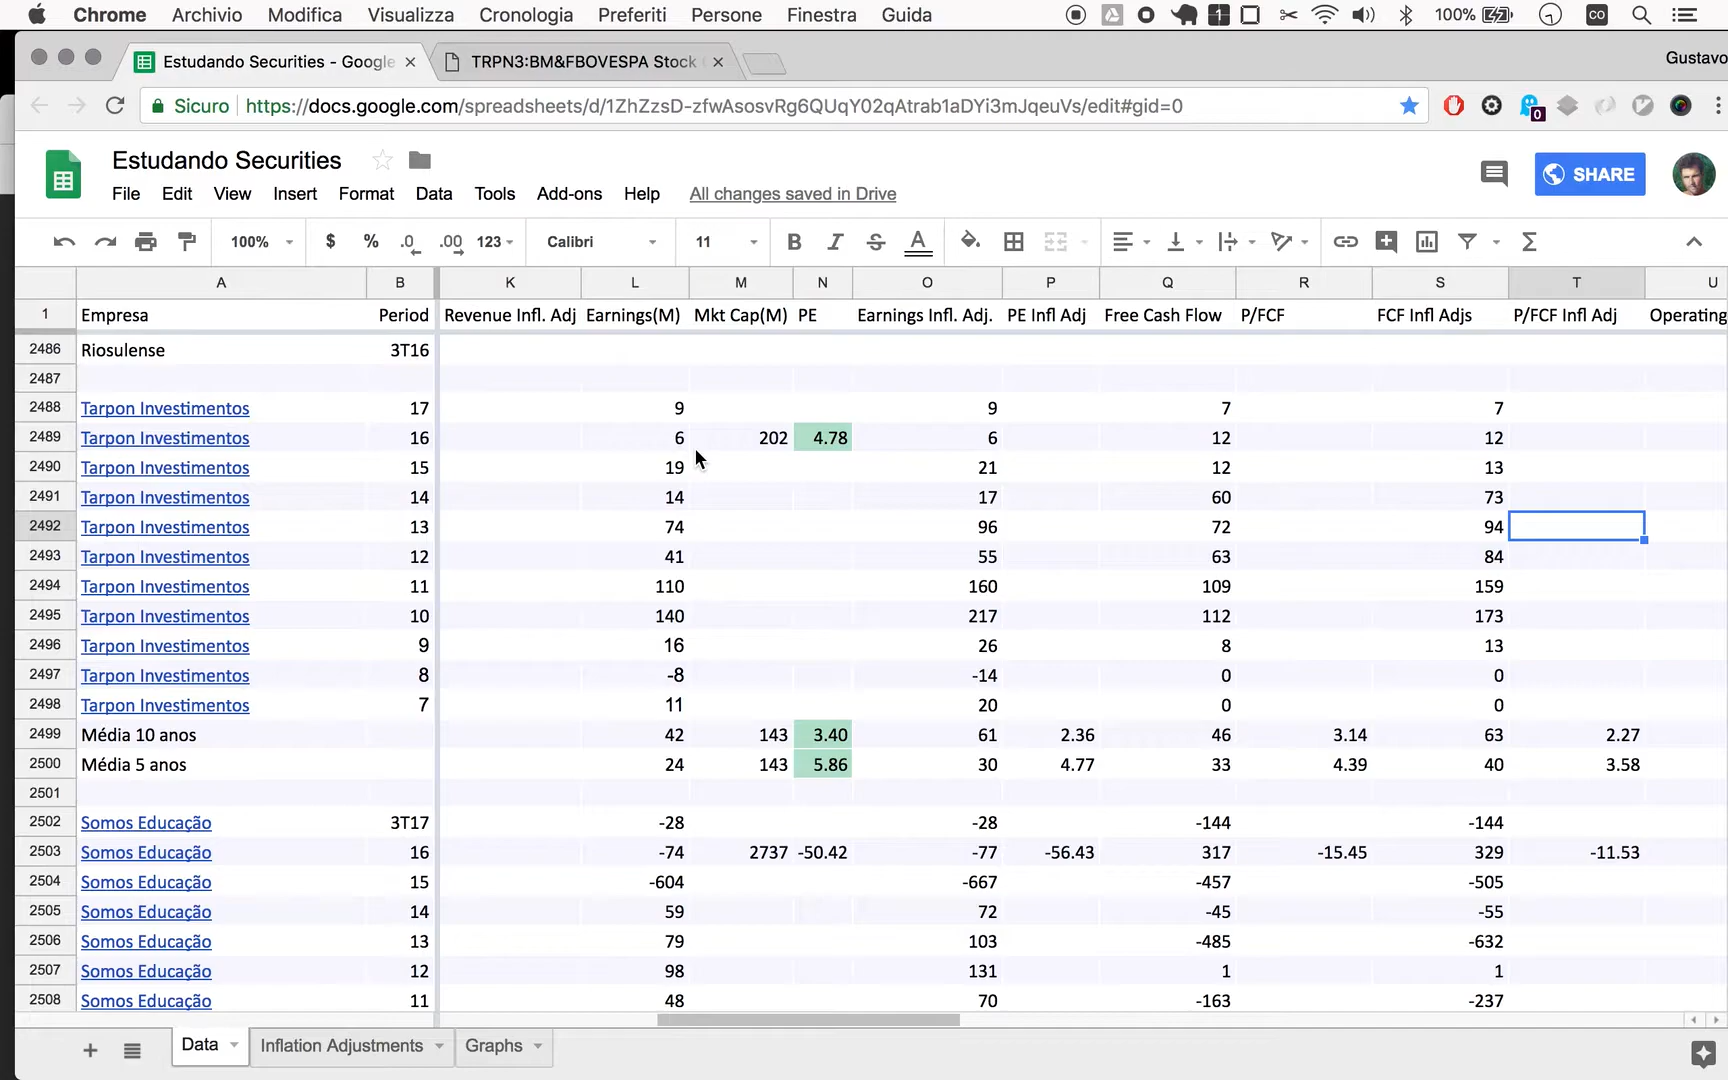 Chrome Archivio Modifica Visualizza Cronologia Preferiti Persone Finestra Guida 1 100% CO
Estudando Securities - Google TRPN3:BM&FBOVESPA Stock Gustavo
Sicuro https://docs.google.com/spreadsheets/d/1ZhZzsD-zfwAsosvRg6QUqY02qAtrab1aDYi3mJqeuVs/edit#gid=0 0
Estudando Securities
File Edit View Insert Format Data Tools Add-ons Help All changes saved in Drive SHARE
100% $ % .0 .00 123 Calibri 11 B I S A Σ
A B K L M N O P Q R S T U
1 Empresa Period Revenue Infl. Adj Earnings(M) Mkt Cap(M) PE Earnings Infl. Adj. PE Infl Adj Free Cash Flow P/FCF FCF Infl Adjs P/FCF Infl Adj Operating
2486 Riosulense 3T16
2487
2488 Tarpon Investimentos 17 9 9 7 7
2489 Tarpon Investimentos 16 6 202 4.78 6 12 12
2490 Tarpon Investimentos 15 19 21 12 13
2491 Tarpon Investimentos 14 14 17 60 73
2492 Tarpon Investimentos 13 74 96 72 94
2493 Tarpon Investimentos 12 41 55 63 84
2494 Tarpon Investimentos 11 110 160 109 159
2495 Tarpon Investimentos 10 140 217 112 173
2496 Tarpon Investimentos 9 16 26 8 13
2497 Tarpon Investimentos 8 -8 -14 0 0
2498 Tarpon Investimentos 7 11 20 0 0
2499 Média 10 anos 42 143 3.40 61 2.36 46 3.14 63 2.27
2500 Média 5 anos 24 143 5.86 30 4.77 33 4.39 40 3.58
2501
2502 Somos Educação 3T17 -28 -28 -144 -144
2503 Somos Educação 16 -74 2737 -50.42 -77 -56.43 317 -15.45 329 -11.53
2504 Somos Educação 15 -604 -667 -457 -505
2505 Somos Educação 14 59 72 -45 -55
2506 Somos Educação 13 79 103 -485 -632
2507 Somos Educação 12 98 131 1 1
2508 Somos Educação 11 48 70 -163 -237
Data Inflation Adjustments Graphs